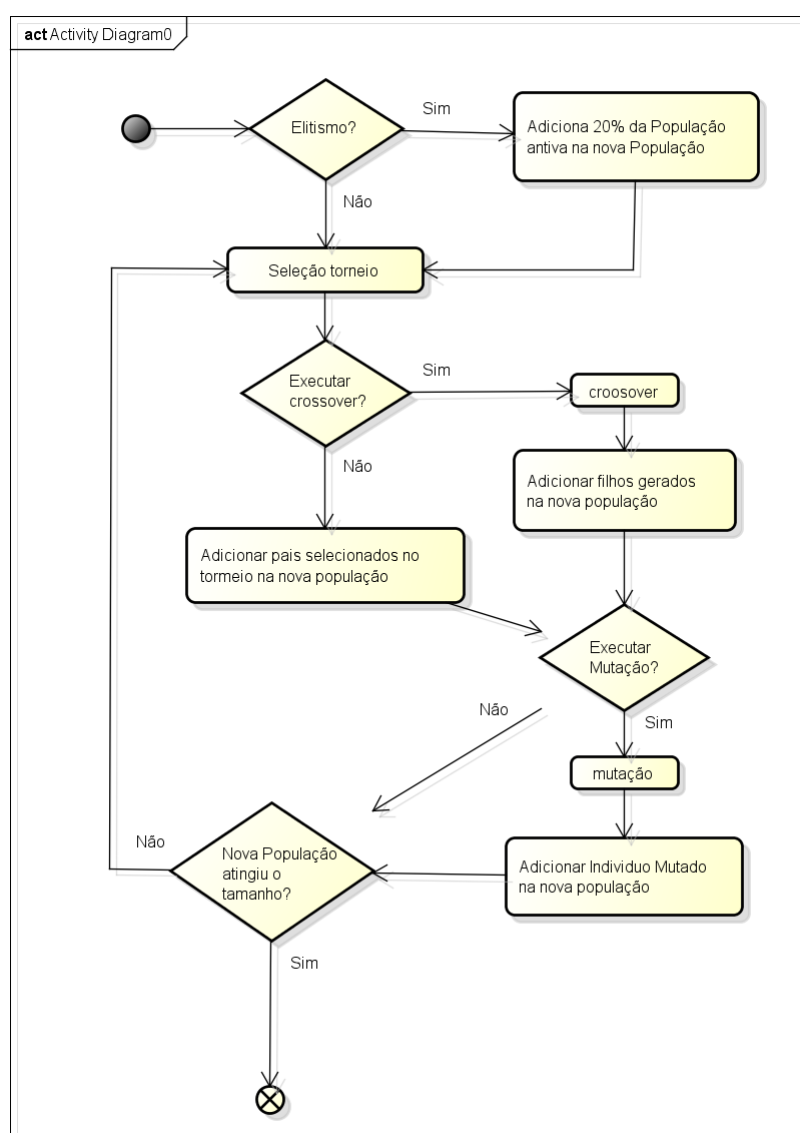 act Activity Diagram0
Elitismo?
Sim
Adiciona 20% da População
antiva na nova População
Não
Seleção torneio
Executar
crossover?
Sim
croosover
Não
Adicionar filhos gerados
na nova população
Adicionar pais selecionados no
tormeio na nova população
Executar
Mutação?
Não
Sim
mutação
Não
Nova População
atingiu o
tamanho?
Adicionar Individuo Mutado
na nova população
Sim